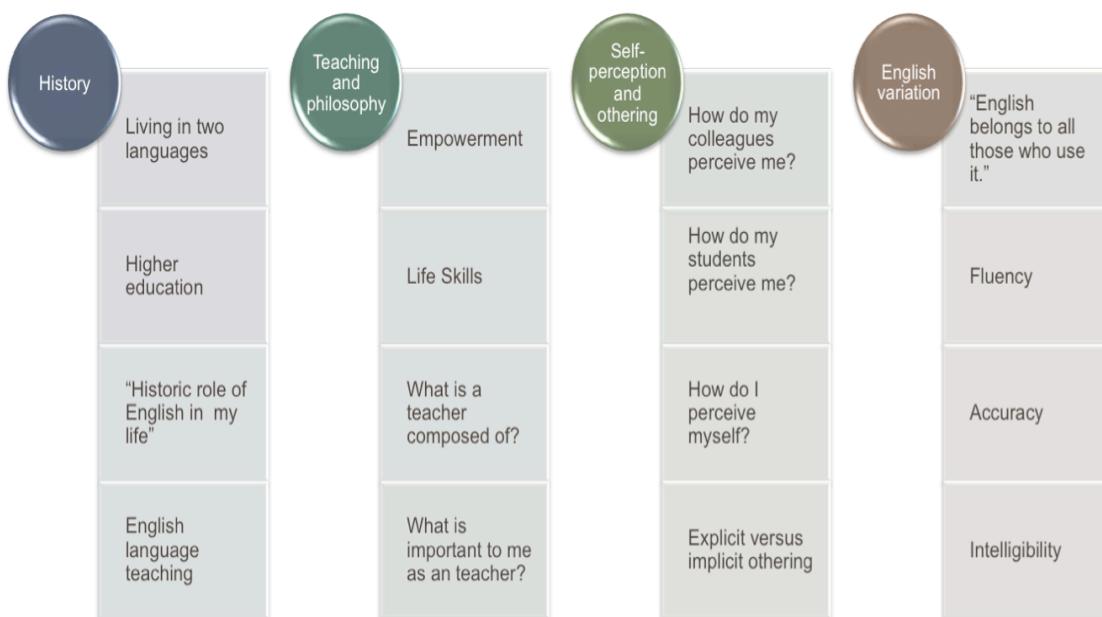 History
Living in two
languages
Higher
education
“Historic role of
English in my
life”
English
language
teaching
Teaching
and
philosophy
Empowerment
Life Skills
What is a
teacher
composed of?
What is
important to me
as an teacher?
Self-
perception
and
othering
How do my
colleagues
perceive me?
How do my
students
perceive me?
How do I
perceive
myself?
Explicit versus
implicit othering
English
variation
“English
belongs to all
those who use
it.”
Fluency
Accuracy
Intelligibility